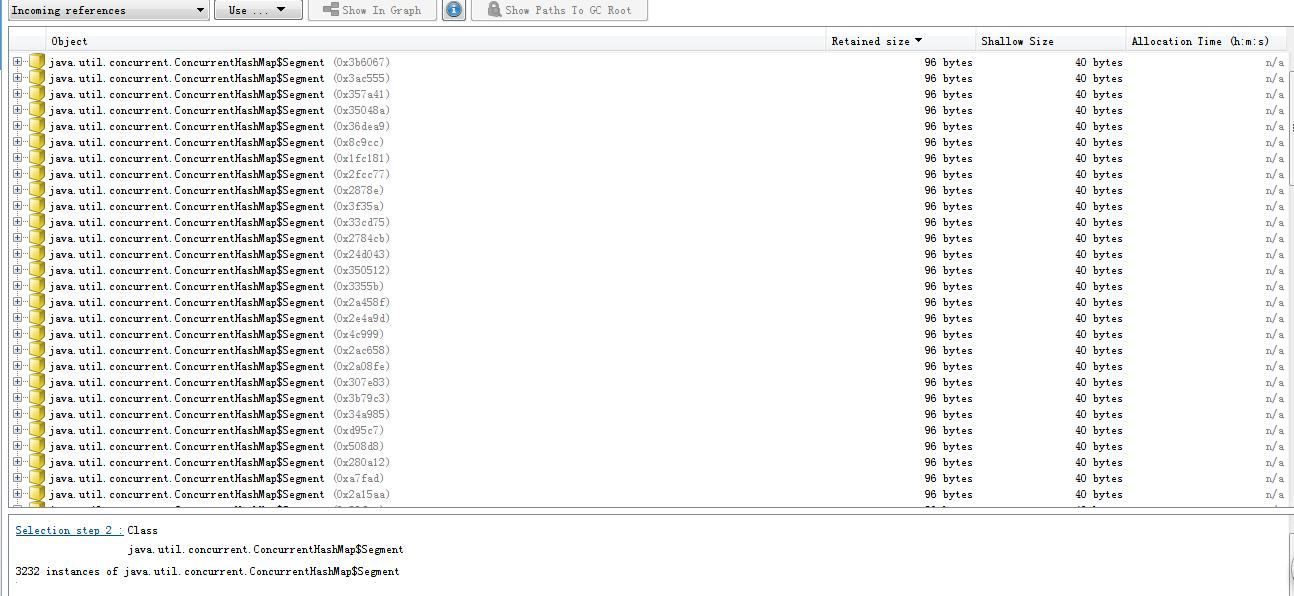 Incoming references Use ... Show In Graph Show Paths To GC Root
Object Retained size Shallow Size Allocation Time (h:m:s)
java.util.concurrent.ConcurrentHashMap$Segment (0x3b6067) 96 bytes 40 bytes n/a
java.util.concurrent.ConcurrentHashMap$Segment (0x3ac555) 96 bytes 40 bytes n/a
java.util.concurrent.ConcurrentHashMap$Segment (0x357a41) 96 bytes 40 bytes n/a
java.util.concurrent.ConcurrentHashMap$Segment (0x35048a) 96 bytes 40 bytes n/a
java.util.concurrent.ConcurrentHashMap$Segment (0x36dea9) 96 bytes 40 bytes n/a
java.util.concurrent.ConcurrentHashMap$Segment (0x8c9cc) 96 bytes 40 bytes n/a
java.util.concurrent.ConcurrentHashMap$Segment (0x1fc181) 96 bytes 40 bytes n/a
java.util.concurrent.ConcurrentHashMap$Segment (0x2fcc77) 96 bytes 40 bytes n/a
java.util.concurrent.ConcurrentHashMap$Segment (0x2878e) 96 bytes 40 bytes n/a
java.util.concurrent.ConcurrentHashMap$Segment (0x3f35a) 96 bytes 40 bytes n/a
java.util.concurrent.ConcurrentHashMap$Segment (0x33cd75) 96 bytes 40 bytes n/a
java.util.concurrent.ConcurrentHashMap$Segment (0x2784cb) 96 bytes 40 bytes n/a
java.util.concurrent.ConcurrentHashMap$Segment (0x24d043) 96 bytes 40 bytes n/a
java.util.concurrent.ConcurrentHashMap$Segment (0x350512) 96 bytes 40 bytes n/a
java.util.concurrent.ConcurrentHashMap$Segment (0x3355b) 96 bytes 40 bytes n/a
java.util.concurrent.ConcurrentHashMap$Segment (0x2a458f) 96 bytes 40 bytes n/a
java.util.concurrent.ConcurrentHashMap$Segment (0x2e4a9d) 96 bytes 40 bytes n/a
java.util.concurrent.ConcurrentHashMap$Segment (0x4c999) 96 bytes 40 bytes n/a
java.util.concurrent.ConcurrentHashMap$Segment (0x2ac658) 96 bytes 40 bytes n/a
java.util.concurrent.ConcurrentHashMap$Segment (0x2a08fe) 96 bytes 40 bytes n/a
java.util.concurrent.ConcurrentHashMap$Segment (0x307e83) 96 bytes 40 bytes n/a
java.util.concurrent.ConcurrentHashMap$Segment (0x3b79c3) 96 bytes 40 bytes n/a
java.util.concurrent.ConcurrentHashMap$Segment (0x34a985) 96 bytes 40 bytes n/a
java.util.concurrent.ConcurrentHashMap$Segment (0xd95c7) 96 bytes 40 bytes n/a
java.util.concurrent.ConcurrentHashMap$Segment (0x508d8) 96 bytes 40 bytes n/a
java.util.concurrent.ConcurrentHashMap$Segment (0x280a12) 96 bytes 40 bytes n/a
java.util.concurrent.ConcurrentHashMap$Segment (0xa7fad) 96 bytes 40 bytes n/a
java.util.concurrent.ConcurrentHashMap$Segment (0x2a15aa) 96 bytes 40 bytes n/a
Selection step 2 : Class
java.util.concurrent.ConcurrentHashMap$Segment
3232 instances of java.util.concurrent.ConcurrentHashMap$Segment